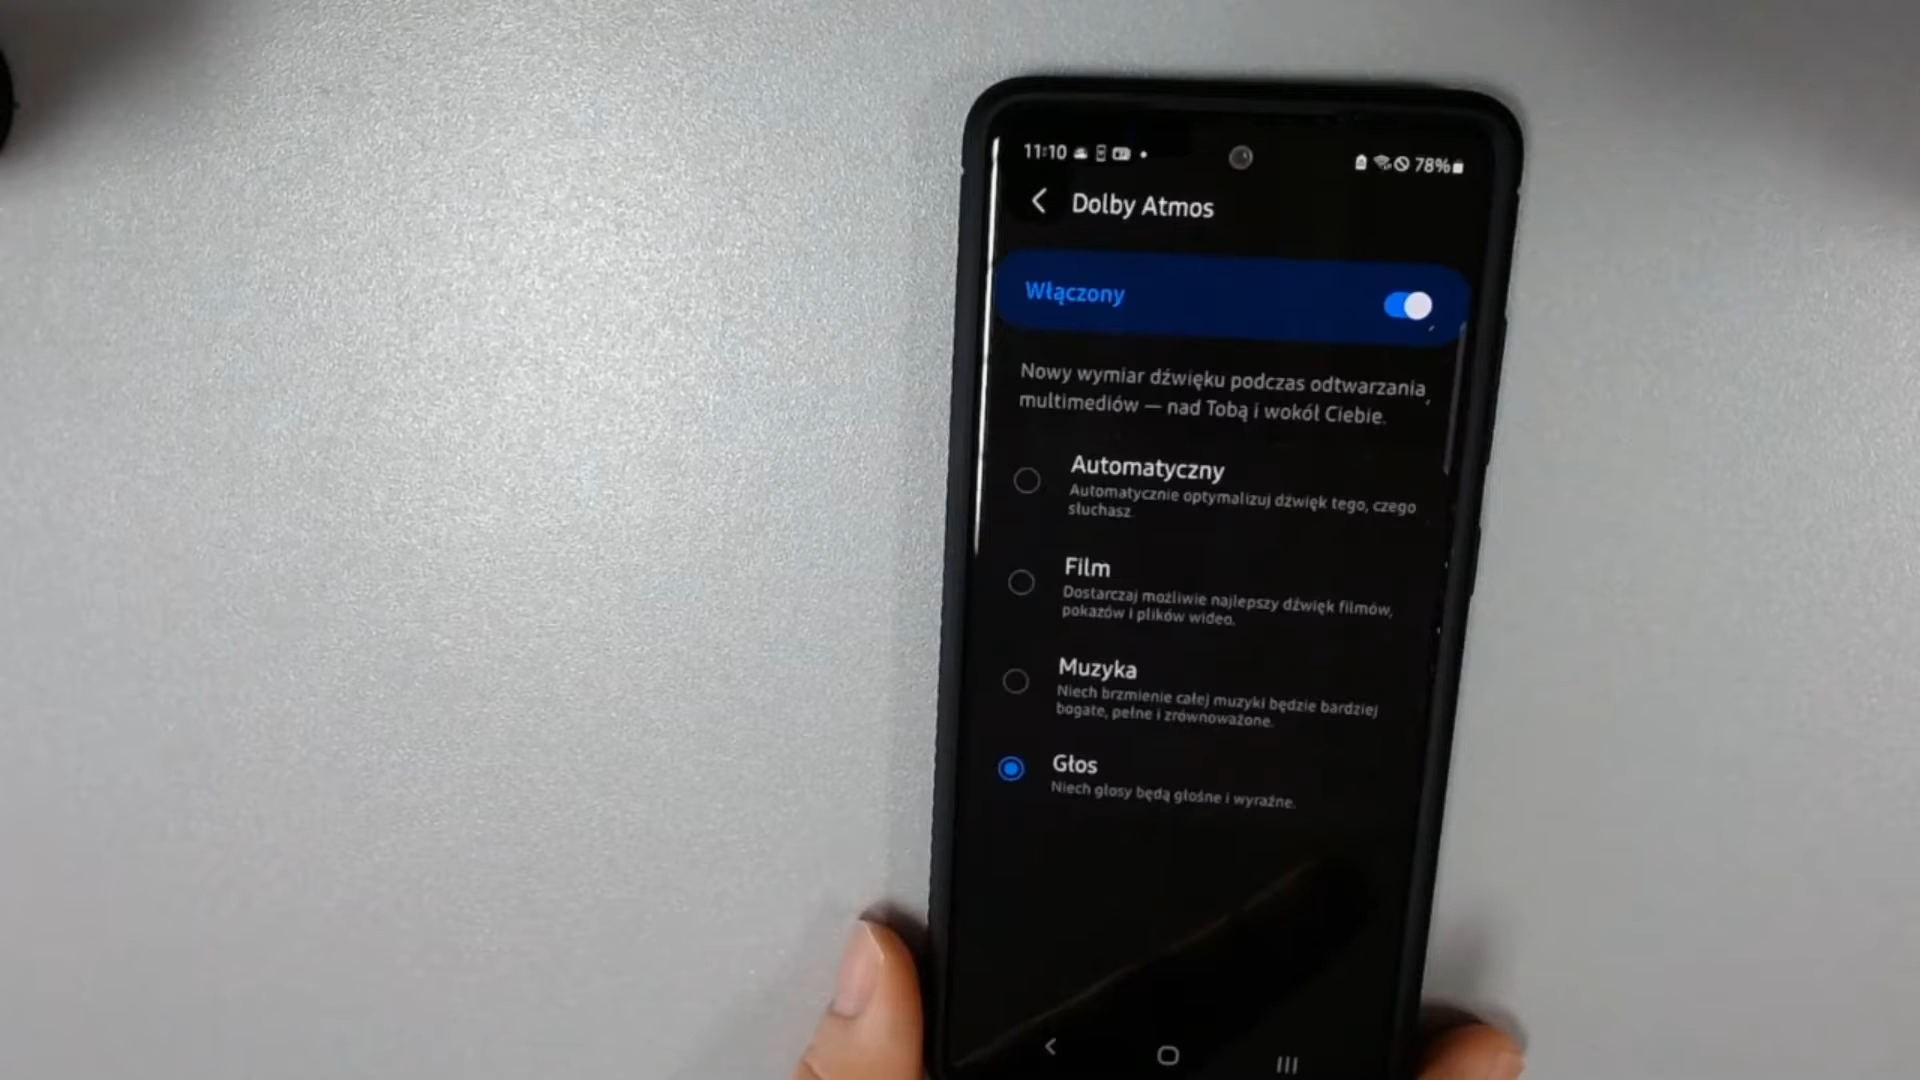 11:10 78%
Dolby Atmos
Włączony
Nowy wymiar dźwięku podczas odtwarzania
multimediów — nad Tobą i wokół Ciebie.
Automatyczny
Automatycznie optymalizuj dźwięk tego, czego
słuchasz.
Film
Dostarczaj możliwie najlepszy dźwięk filmów,
pokazów i plików wideo.
Muzyka
Niech brzmienie całej muzyki będzie bardziej
bogate, pełne i zrównoważone.
Głos
Niech głosy będą głośne i wyraźne.